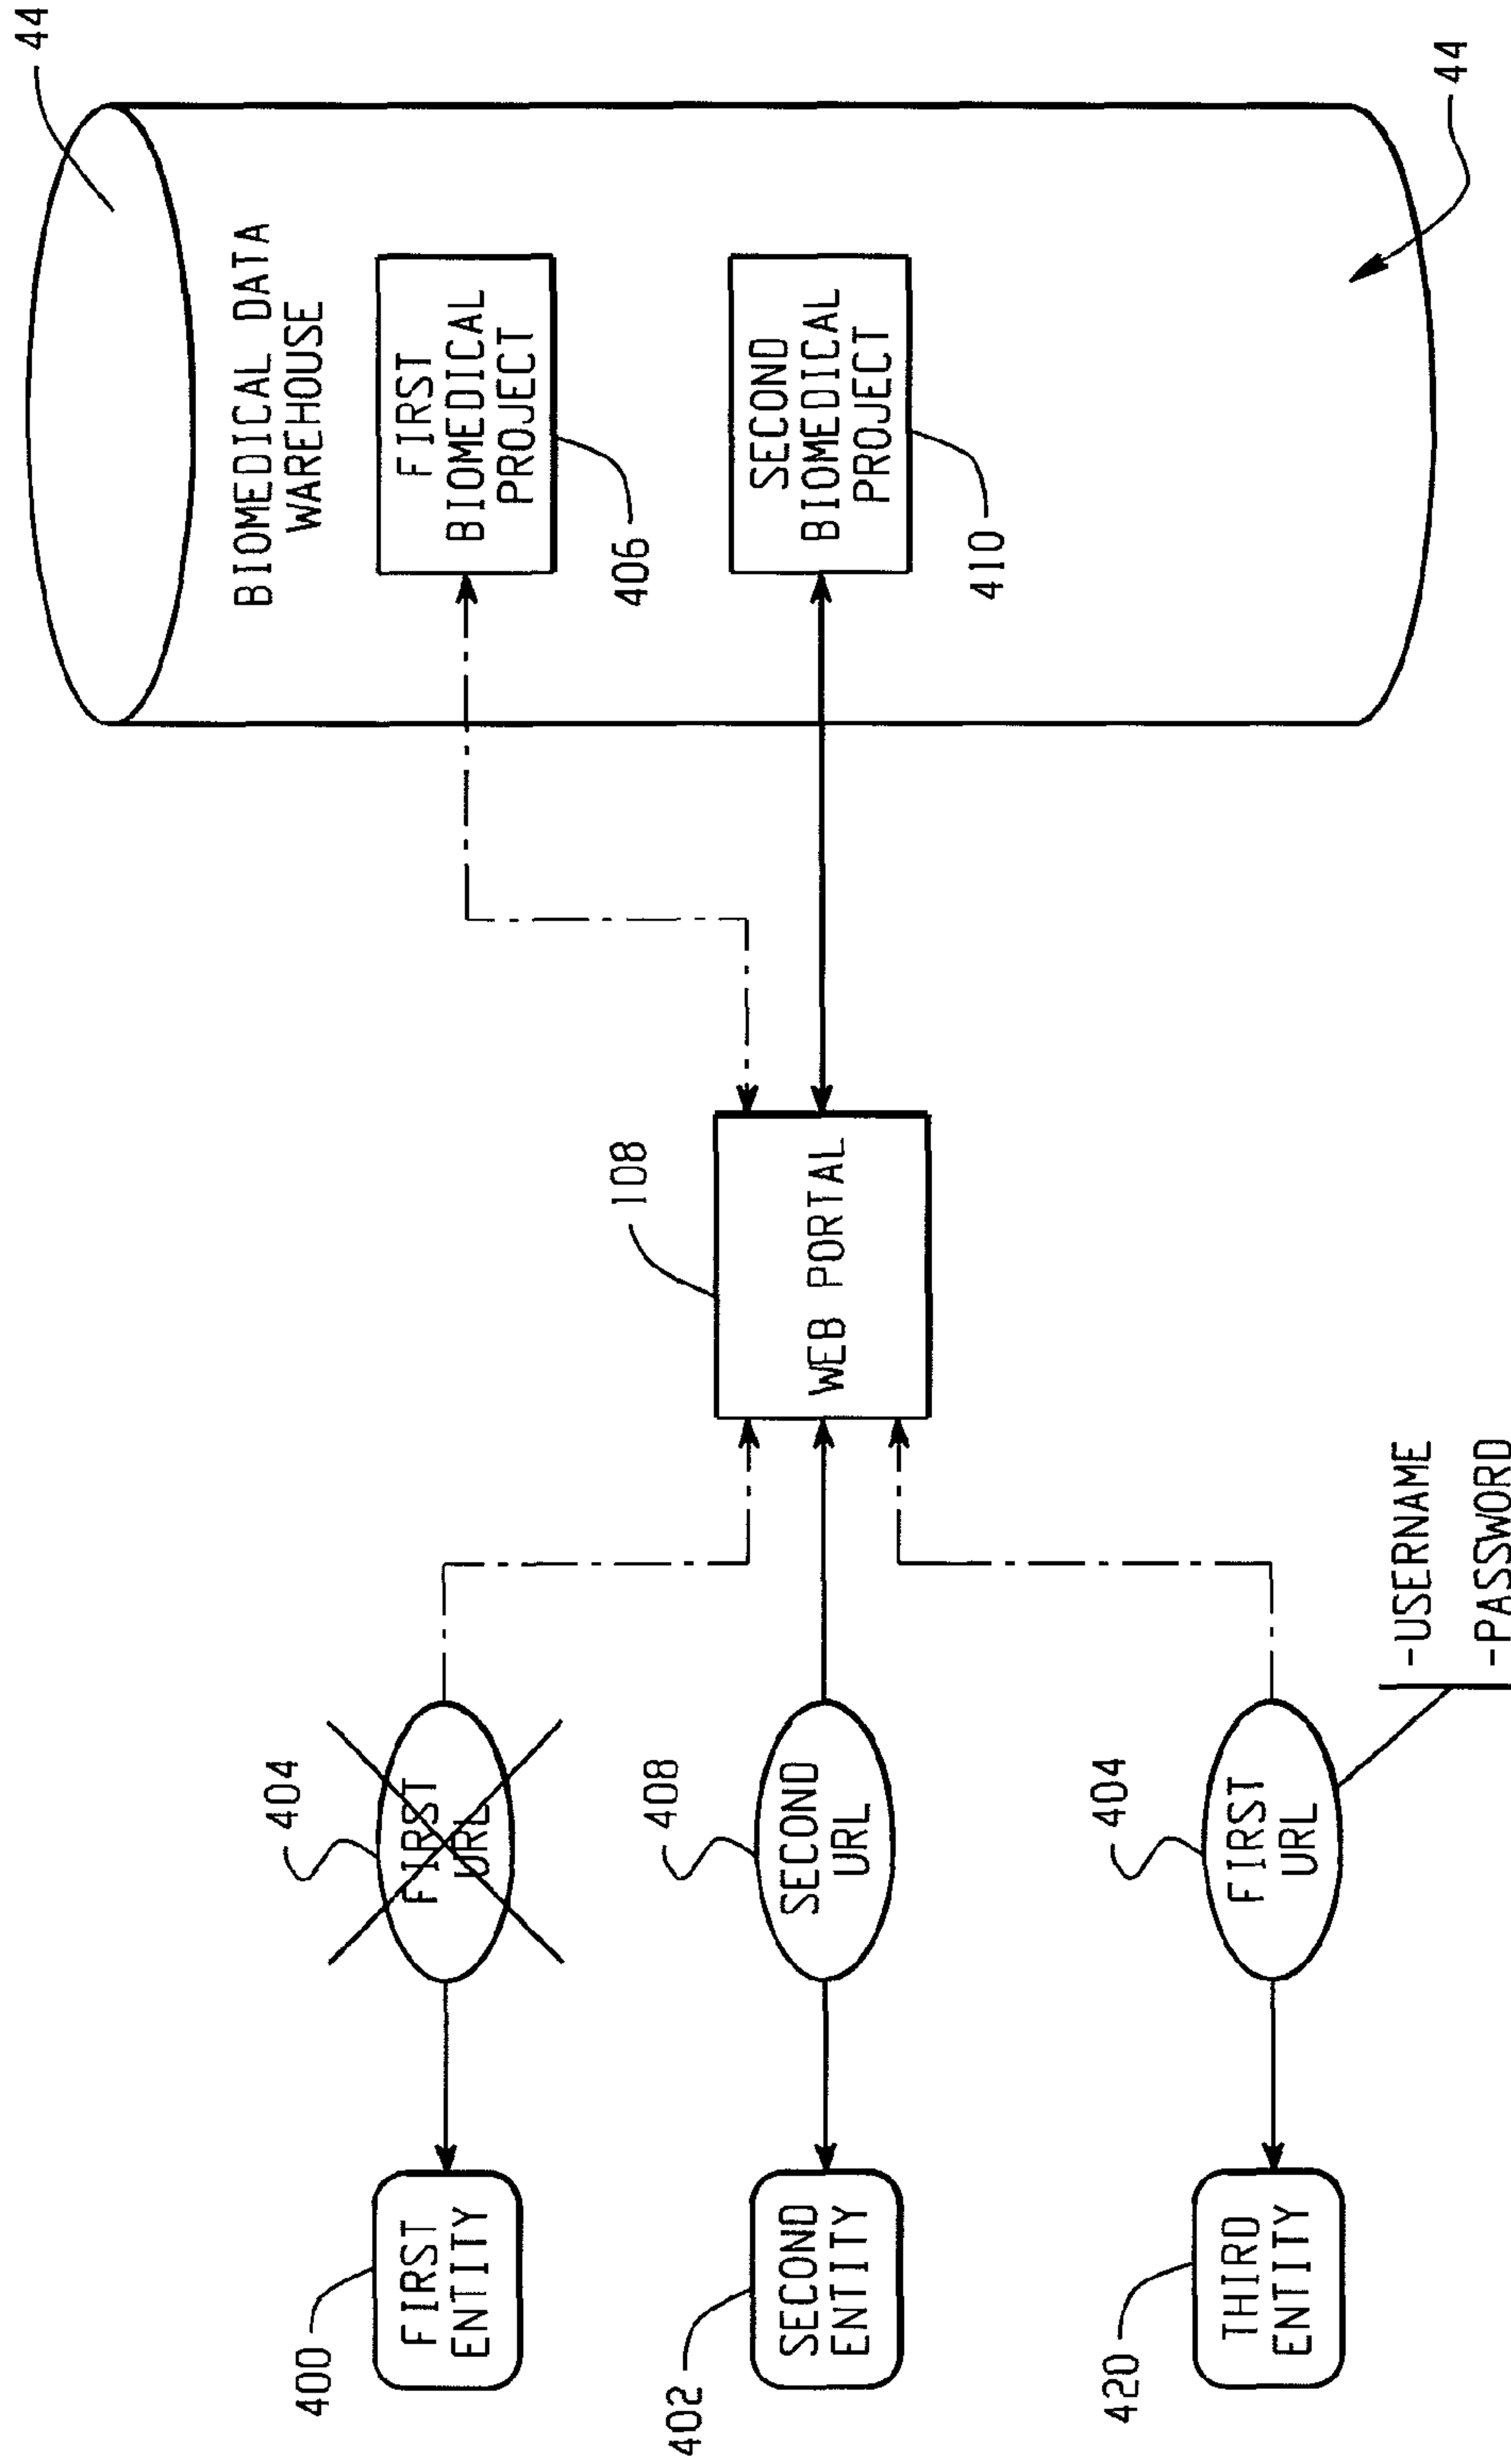 44
BIOMEDICAL DATA
WAREHOUSE
FIRST
BIOMEDICAL
PROJECT
406
SECOND
BIOMEDICAL
PROJECT
410
44
108
WEB PORTAL
404
FIRST
URL
408
SECOND
URL
404
FIRST
URL
-USERNAME
-PASSWORD
400
FIRST
ENTITY
402
SECOND
ENTITY
420
THIRD
ENTITY